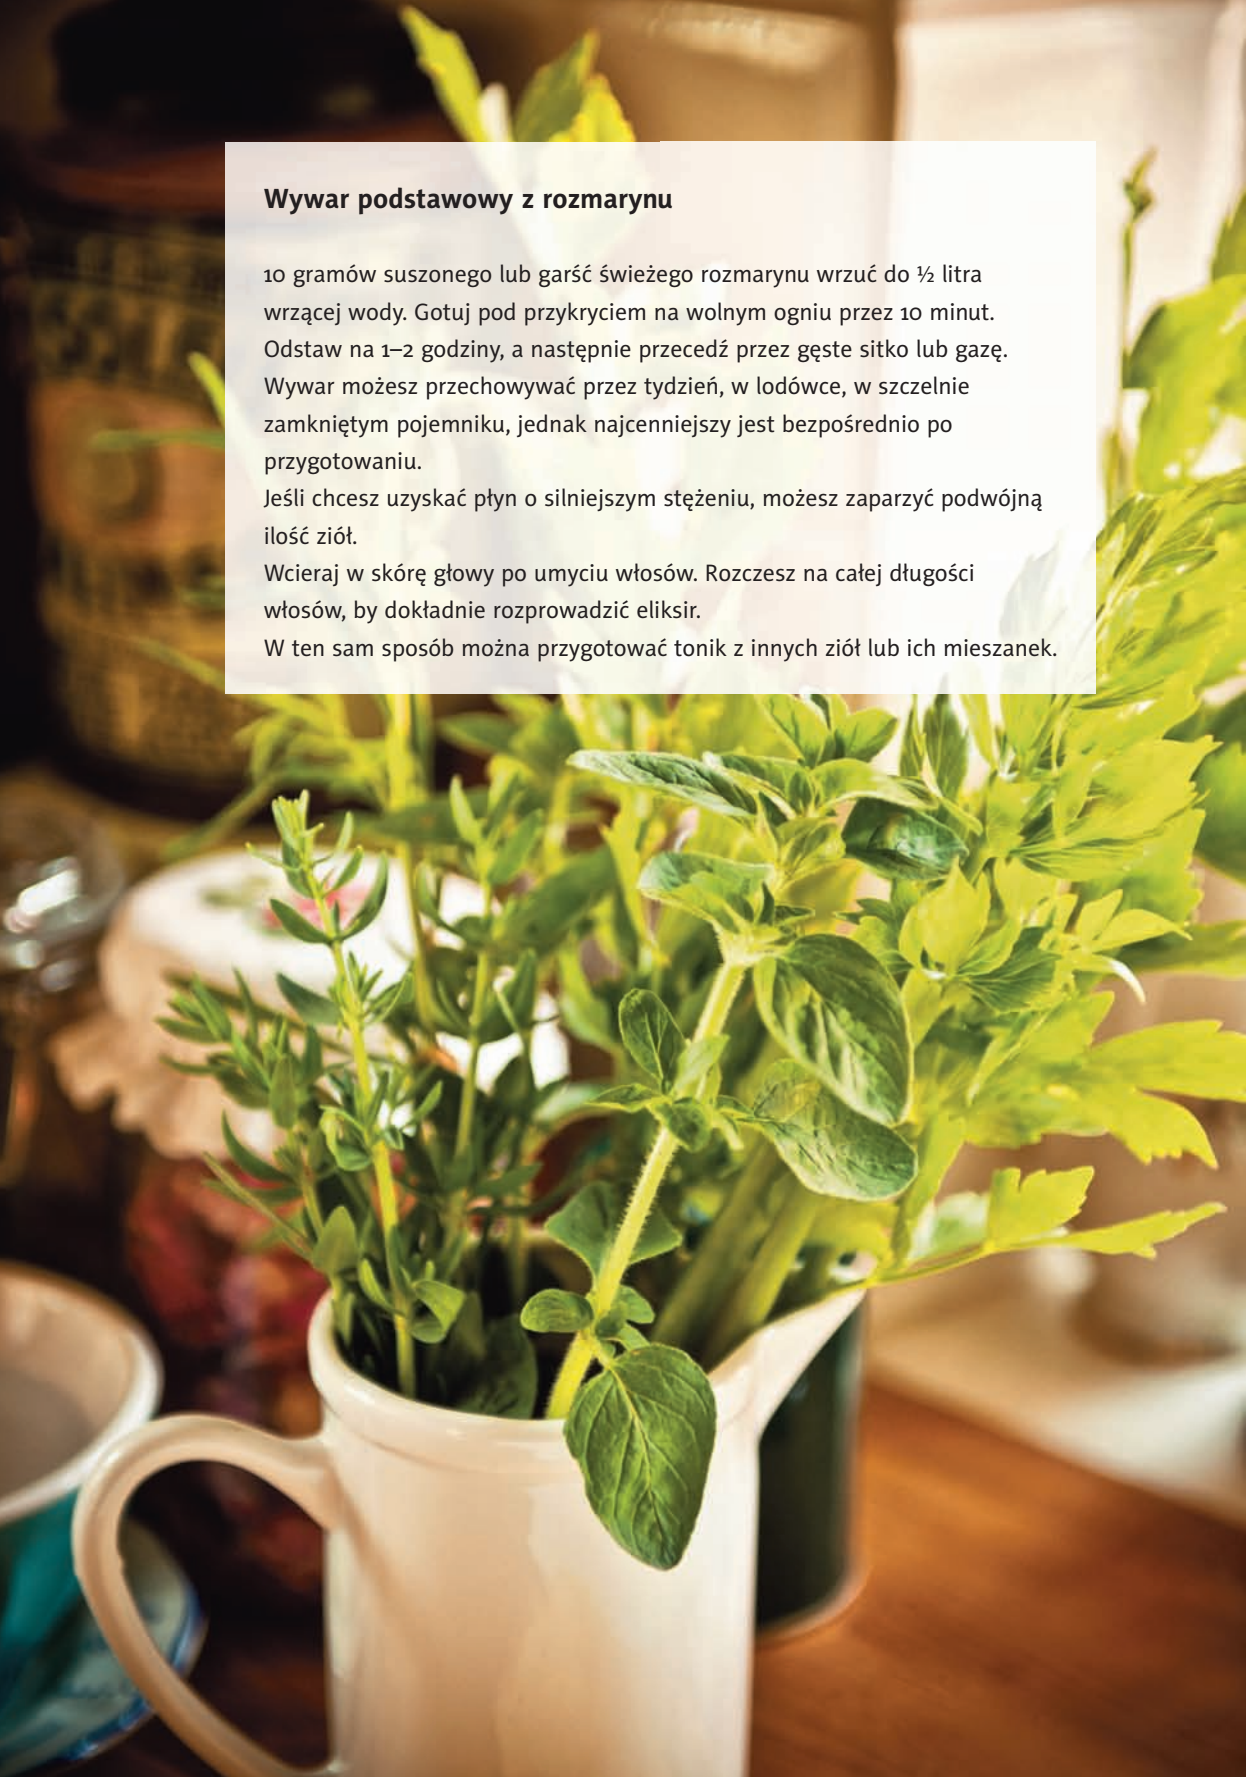 Wywar podstawowy z rozmarynu
10 gramów suszonego lub garść świeżego rozmarynu wrzuć do ½ litra
wrzącej wody. Gotuj pod przykryciem na wolnym ogniu przez 10 minut.
Odstaw na 1–2 godziny, a następnie przecedź przez gęste sitko lub gazę.
Wywar możesz przechowywać przez tydzień, w lodówce, w szczelnie
zamkniętym pojemniku, jednak najcenniejszy jest bezpośrednio po
przygotowaniu.
Jeśli chcesz uzyskać płyn o silniejszym stężeniu, możesz zaparzyć podwójną
ilość ziół.
Wcieraj w skórę głowy po umyciu włosów. Rozczesz na całej długości
włosów, by dokładnie rozprowadzić eliksir.
W ten sam sposób można przygotować tonik z innych ziół lub ich mieszanek.